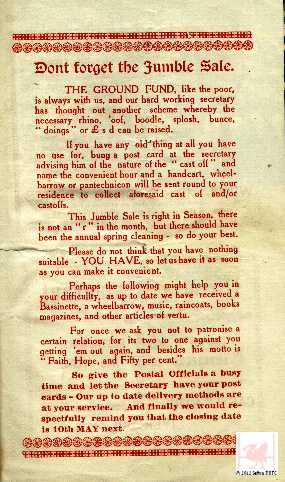 Dont forget the Jumble Sale.
THE GROUND FUND, like the poor,
is always with us, and our hard working secretary
has thought out another scheme whereby the
necessary rhino, 'oof, boodle, splosh, bunce,
" doings " or £ s d can be raised.
If you have any old thing at all you have
no use for, bung a post card at the secretary
advising him of the nature of the " cast off " and
name the convenient hour and a handcart, wheel-
barrow or pantechnicon will be sent round to your
residence to collect aforesaid cast of and/or
castoffs.
This Jumble Sale is right in Season, there
is not an " r " in the month, but there should have
been the annual spring cleaning - so do your best.
Please do not think that you have nothing
suitable - YOU HAVE, so let us have it as soon
as you can make it convenient.
Perhaps the following might help you in
your difficullty, as up to date we have received a
Bassinette, a wheelbarrow, music, raincoats, books
magazines, and other articles of vertu.
For once we ask you not to patronise a
certain relation, for its two to one against you
getting 'em out again, and besides his motto is
" Faith, Hope, and Fifty per cent."
So give the Postal Officials a busy
time and let the Secretary have your post
cards - Our up to date delivery methods are
at your service. And finally we would re-
spectfully remind you that the closing date
is 10th MAY next.